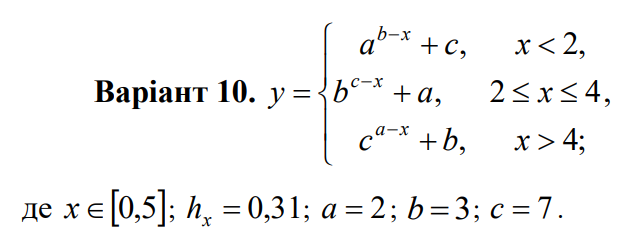 a^{b−x} + c, x < 2,
Варіант 10. y = { b^{c−x} + a, 2 ≤ x ≤ 4,
c^{a−x} + b, x > 4;
де x ∈ [0,5]; h_x = 0,31; a = 2; b = 3; c = 7.